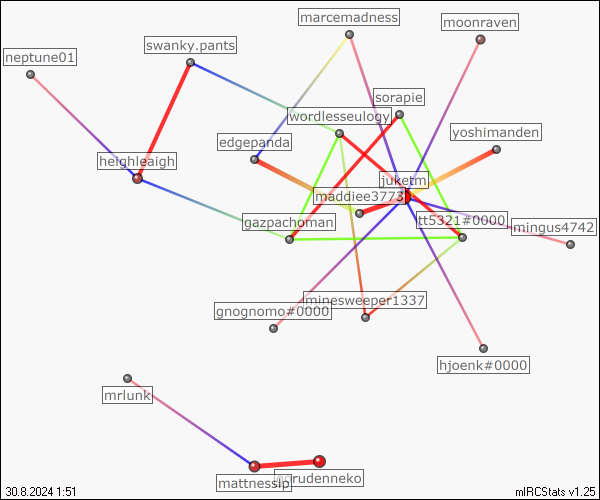 marcemadness
moonraven
swanky.pants
neptune01
sorapie
wordlesseulogy
yoshimanden
edgepanda
heighleaigh
juketm
maddiee3773
gazpachoman
tt5321#0000
mingus4742
minesweeper1337
gnognomo#0000
hjoenk#0000
mrlunk
mattnessip
30.8.2024 1:51
mIRCStats v1.25